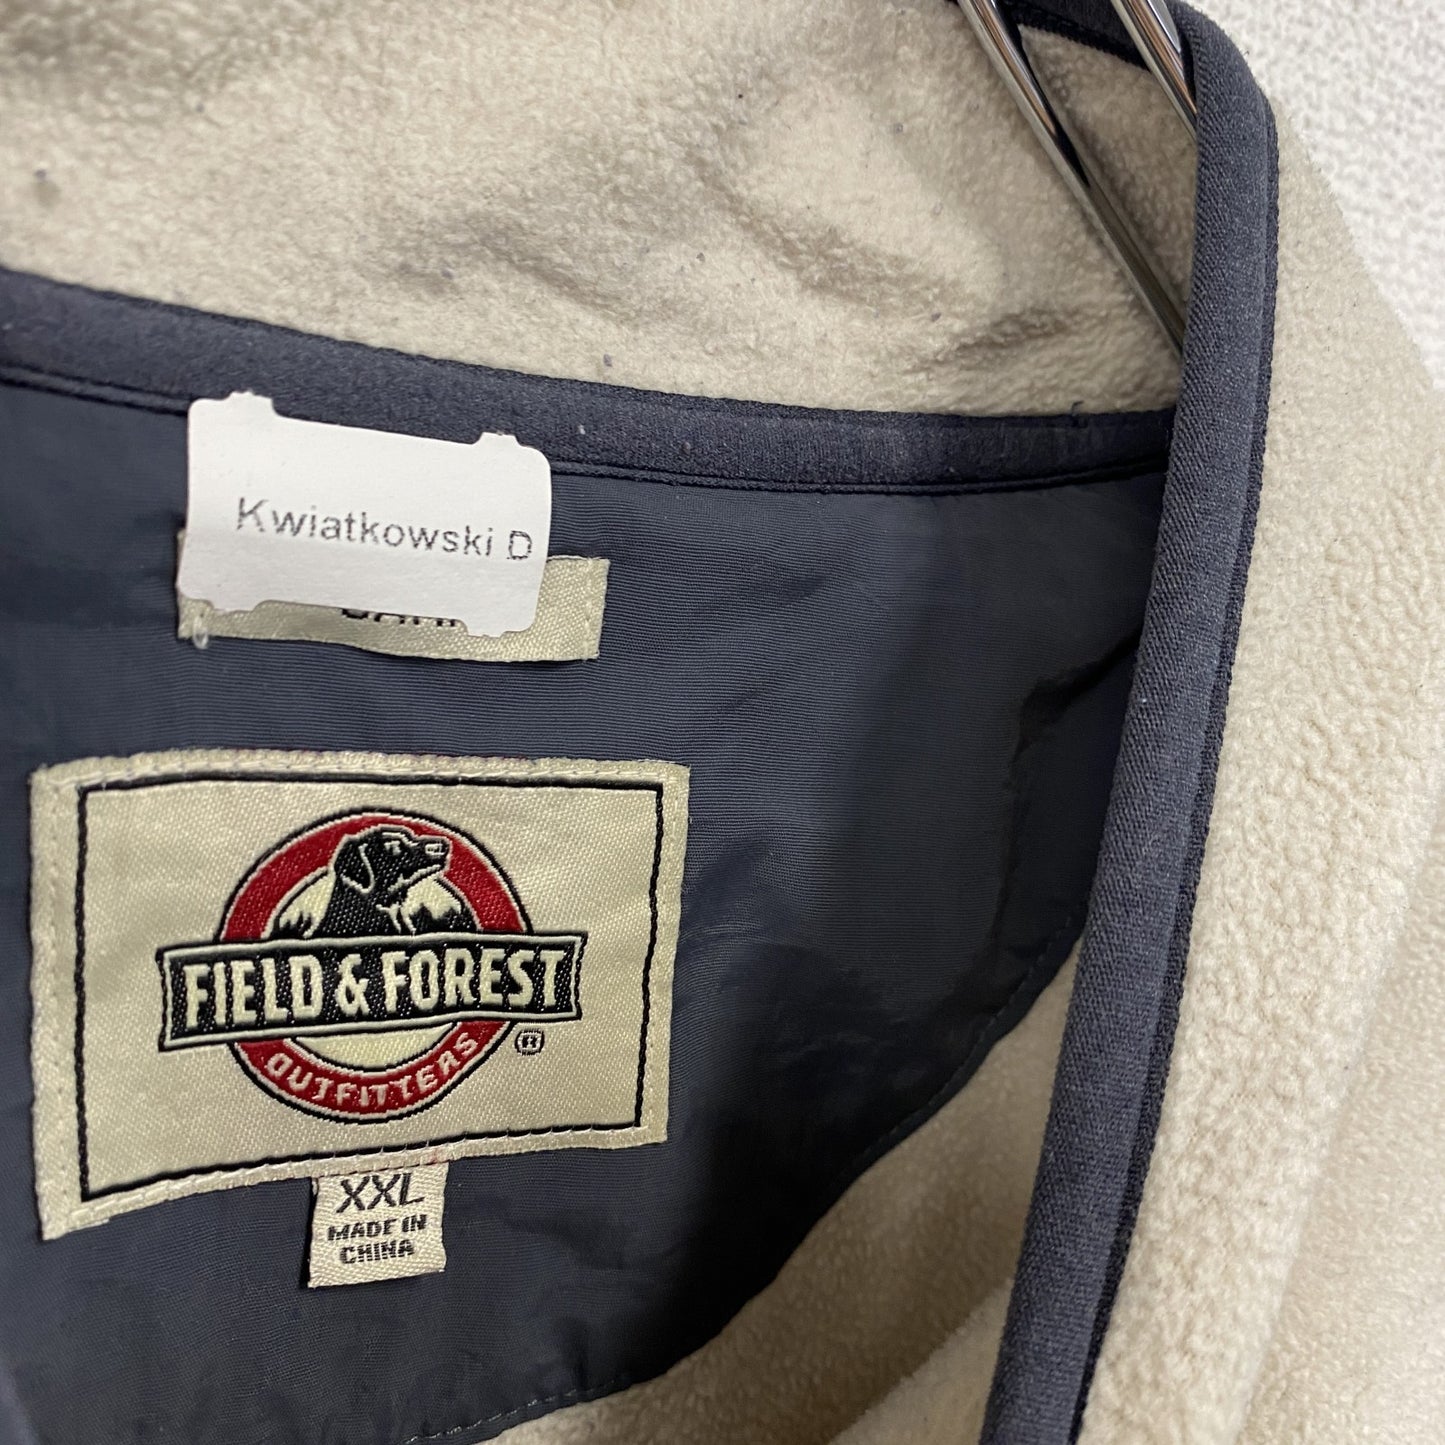 Kwiatkowski D
FIELD & FOREST
®
OUTFITTERS
XXL
MADE IN
CHINA